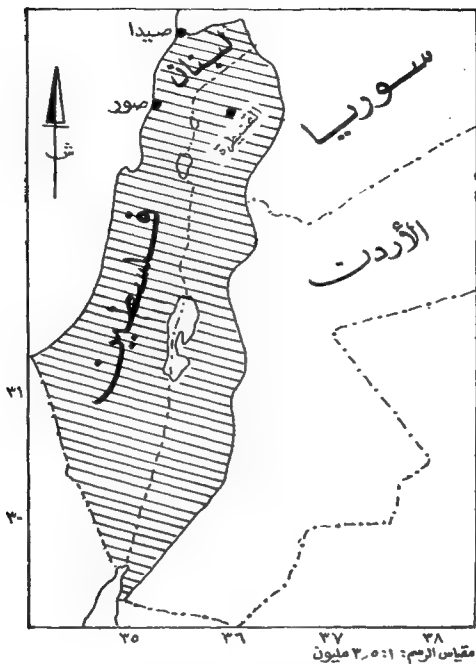 صيدا
لبنان
سوريا
صور
القنيطرة
ش
الأردن
فلسطين
٣١
٣٠
٣٥ ٣٦ ٣٧ ٣٨
مقياس الرسم: ١: ٣٫٥ مليون